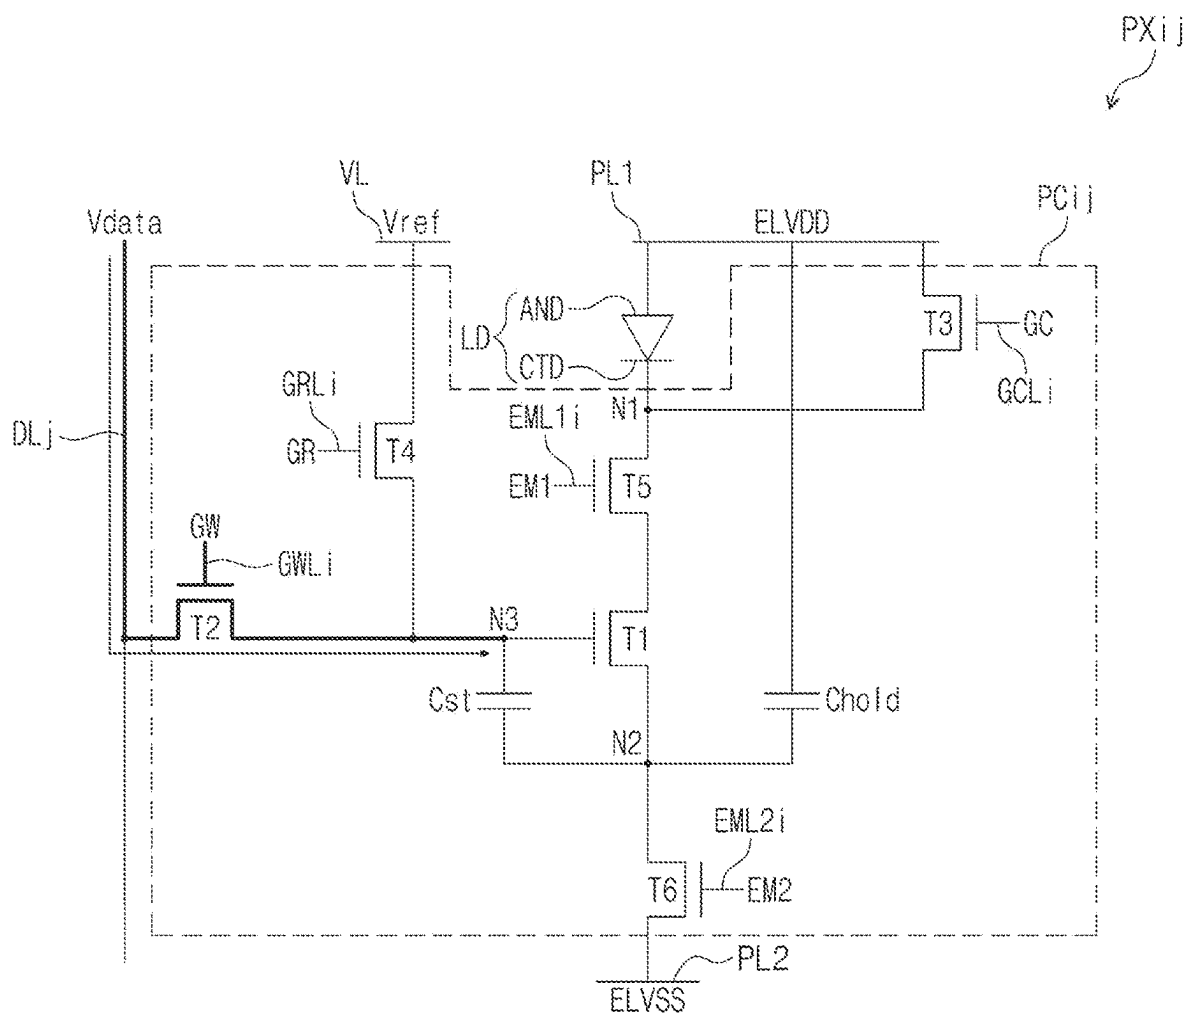 PXij
VL
PL1
PCij
Vdata
Vref
ELVDD
LD
AND
CTD
T3
GC
GCLi
GRLi
N1
EML1i
DLj
GR
T4
EM1
T5
GW
GWLi
T2
N3
T1
Cst
Chold
N2
EML2i
T6
EM2
PL2
ELVSS